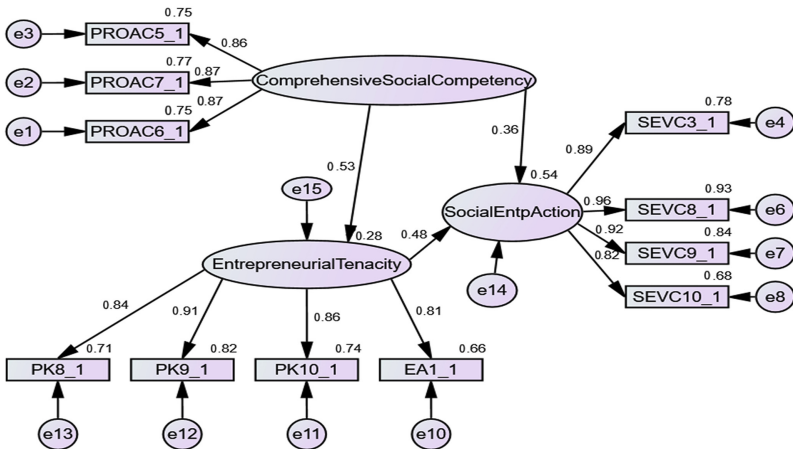 0.75
e3
PROAC5_1
0.86
0.77
e2
PROAC7_1
0.87
ComprehensiveSocialCompetency
0.75
0.87
e1
PROAC6_1
0.78
SEVC3_1
e4
0.36
0.89
0.53
0.54
e15
SocialEntpAction
0.96
0.93
SEVC8_1
e6
0.28
0.48
0.92
0.84
SEVC9_1
e7
EntrepreneurialTenacity
0.82
0.68
e14
SEVC10_1
e8
0.84
0.91
0.86
0.81
0.71
0.82
0.74
0.66
PK8_1
PK9_1
PK10_1
EA1_1
e13
e12
e11
e10